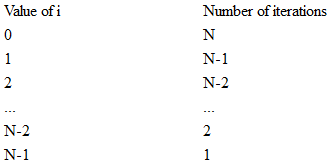 Value of i Number of iterations
0 N
1 N-1
2 N-2
... ...
N-2 2
N-1 1